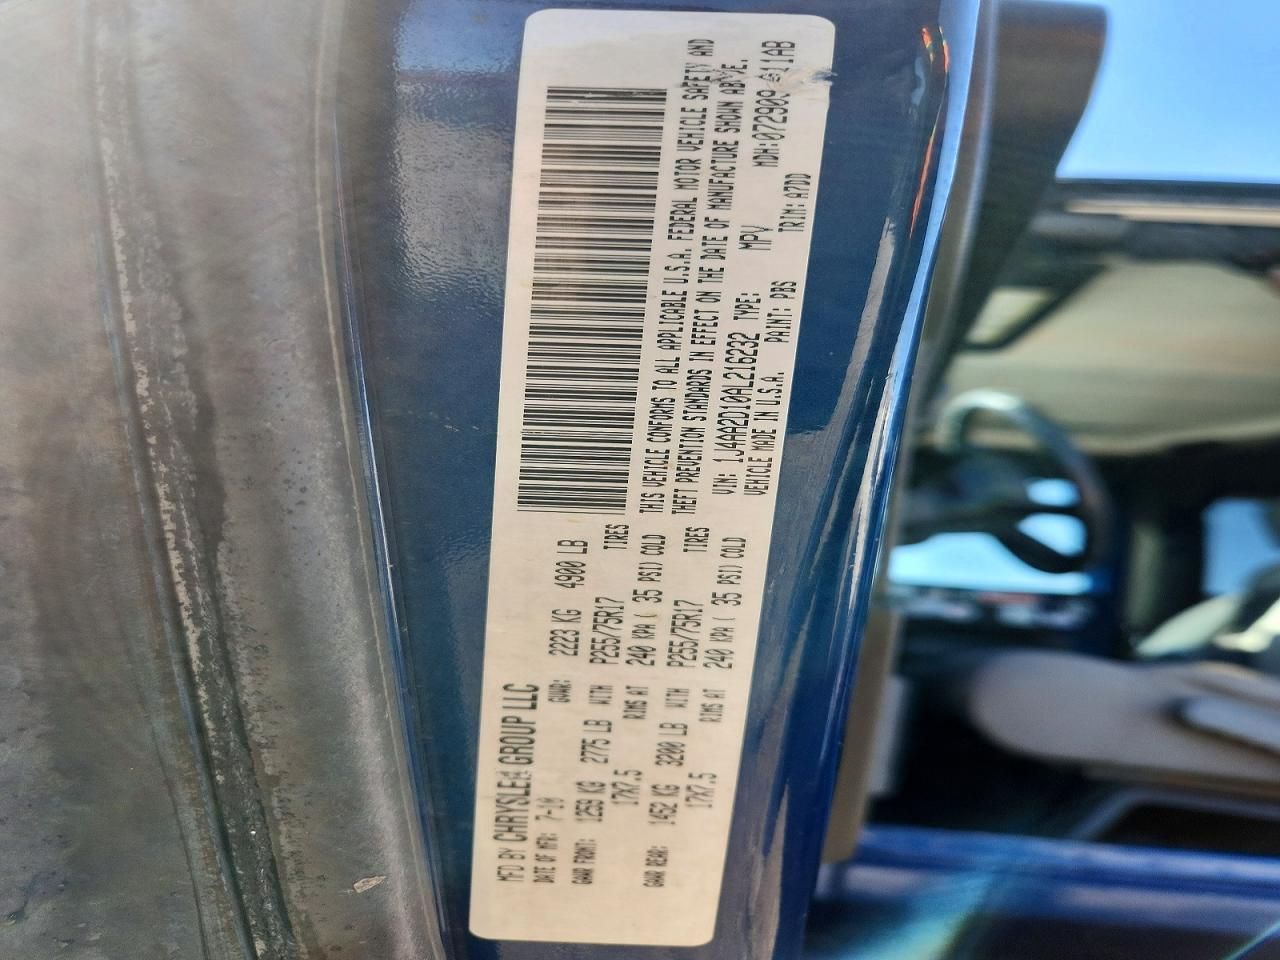 MFD BY CHRYSLER GROUP LLC
DATE OF MFR: 7-10 GVWR: 2223 KG 4900 LB
GAWR FRONT: 1259 KG 2775 LB WITH P255/75R17 TIRES
17X7.5 RIMS AT 240 KPA ( 35 PSI) COLD
GAWR REAR: 1452 KG 3200 LB WITH P255/75R17 TIRES
17X7.5 RIMS AT 240 KPA ( 35 PSI) COLD
THIS VEHICLE CONFORMS TO ALL APPLICABLE U.S.A. FEDERAL MOTOR VEHICLE SAFETY AND
THEFT PREVENTION STANDARDS IN EFFECT ON THE DATE OF MANUFACTURE SHOWN ABOVE.
VIN: 1J4AA2D10AL216232 TYPE: MPV MDH: 11AB
VEHICLE MADE IN U.S.A. PAINT: PBS TRIM: A7DD